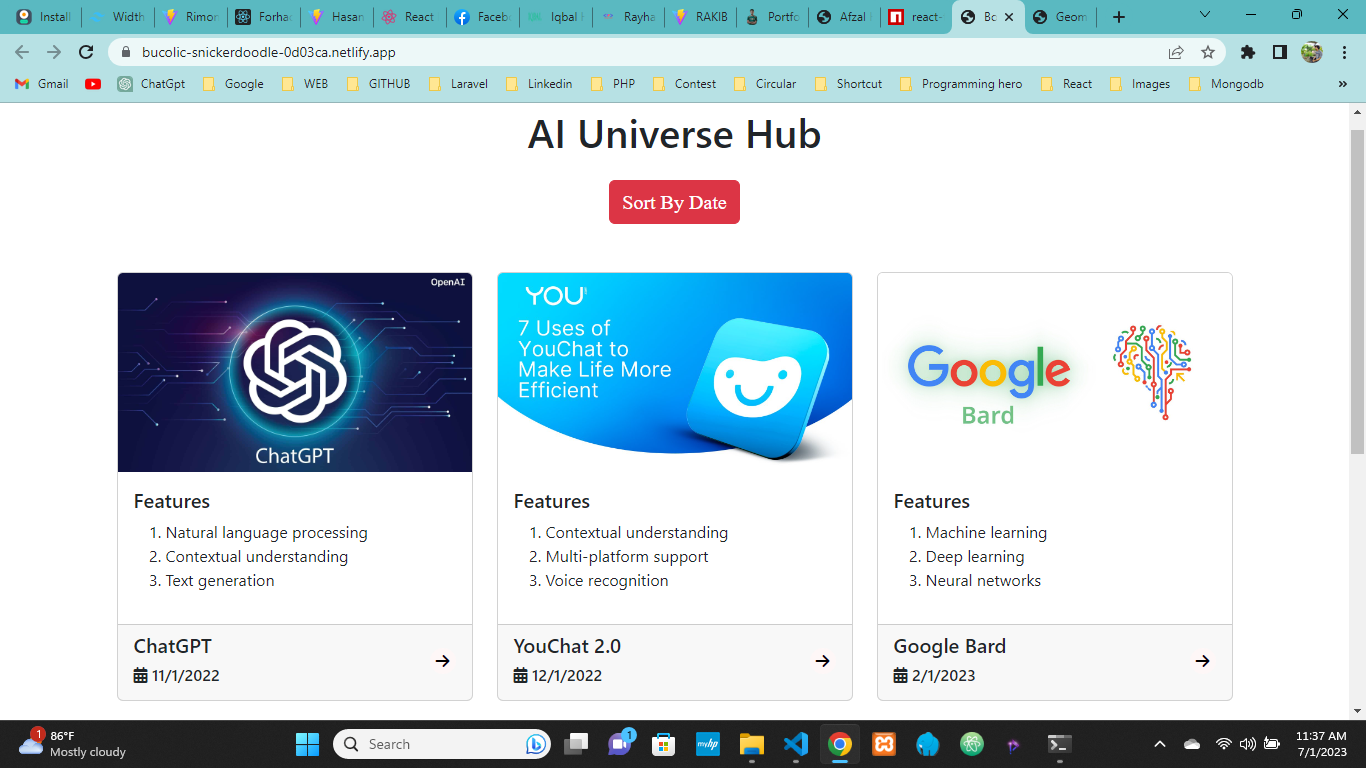 Install
Width
Rimon
Forhad
Hasan
React
Facebo
Iqbal
Rayha
RAKIB
Portfo
Afzal
react-
Bo
Geom
bucolic-snickerdoodle-0d03ca.netlify.app
Gmail
ChatGpt
Google
WEB
GITHUB
Laravel
Linkedin
PHP
Contest
Circular
Shortcut
Programming hero
React
Images
Mongodb
»
AI Universe Hub
Sort By Date
OpenAI
ChatGPT
Features
1. Natural language processing
2. Contextual understanding
3. Text generation
ChatGPT
11/1/2022
YOU
7 Uses of
YouChat to
Make Life More
Efficient
Features
1. Contextual understanding
2. Multi-platform support
3. Voice recognition
YouChat 2.0
12/1/2022
Google
Bard
Features
1. Machine learning
2. Deep learning
3. Neural networks
Google Bard
2/1/2023
1
86°F
Mostly cloudy
Search
1
myhp
11:37 AM
7/1/2023